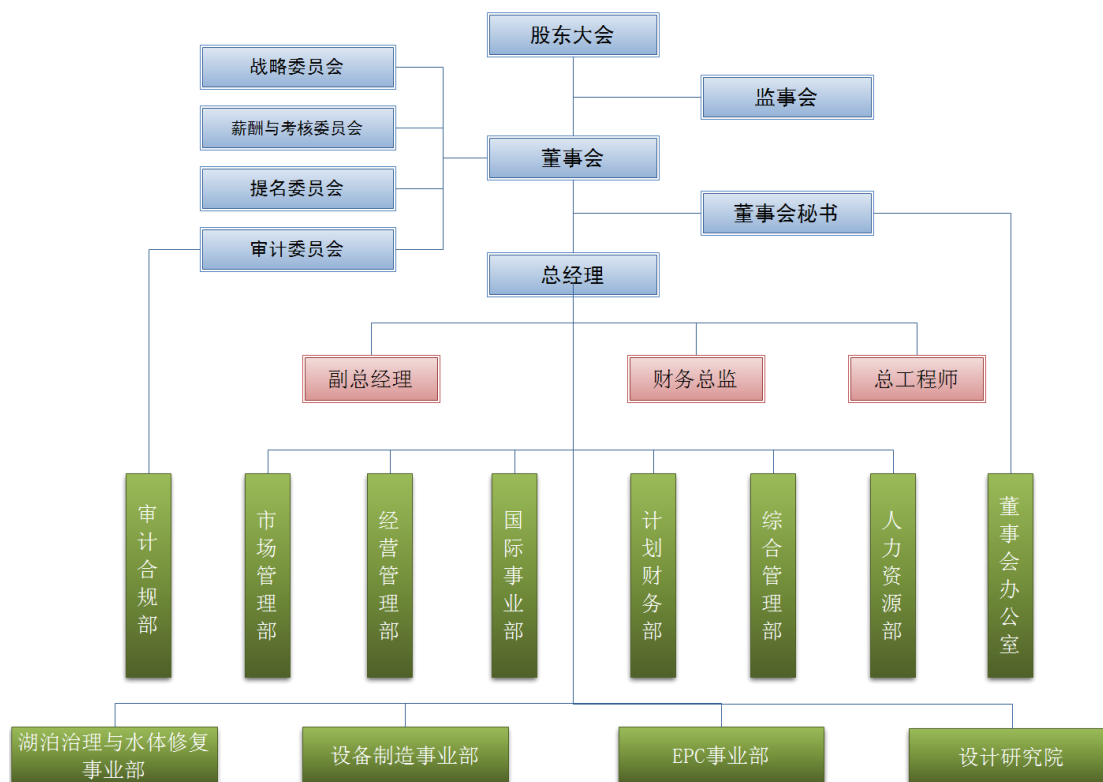 股东大会
战略委员会
监事会
薪酬与考核委员会
董事会
提名委员会
董事会秘书
审计委员会
总经理
副总经理
财务总监
总工程师
审计合规部
市场管理部
经营管理部
国际事业部
计划财务部
综合管理部
人力资源部
董事会办公室
湖泊治理与水体修复
事业部
设备制造事业部
EPC事业部
设计研究院